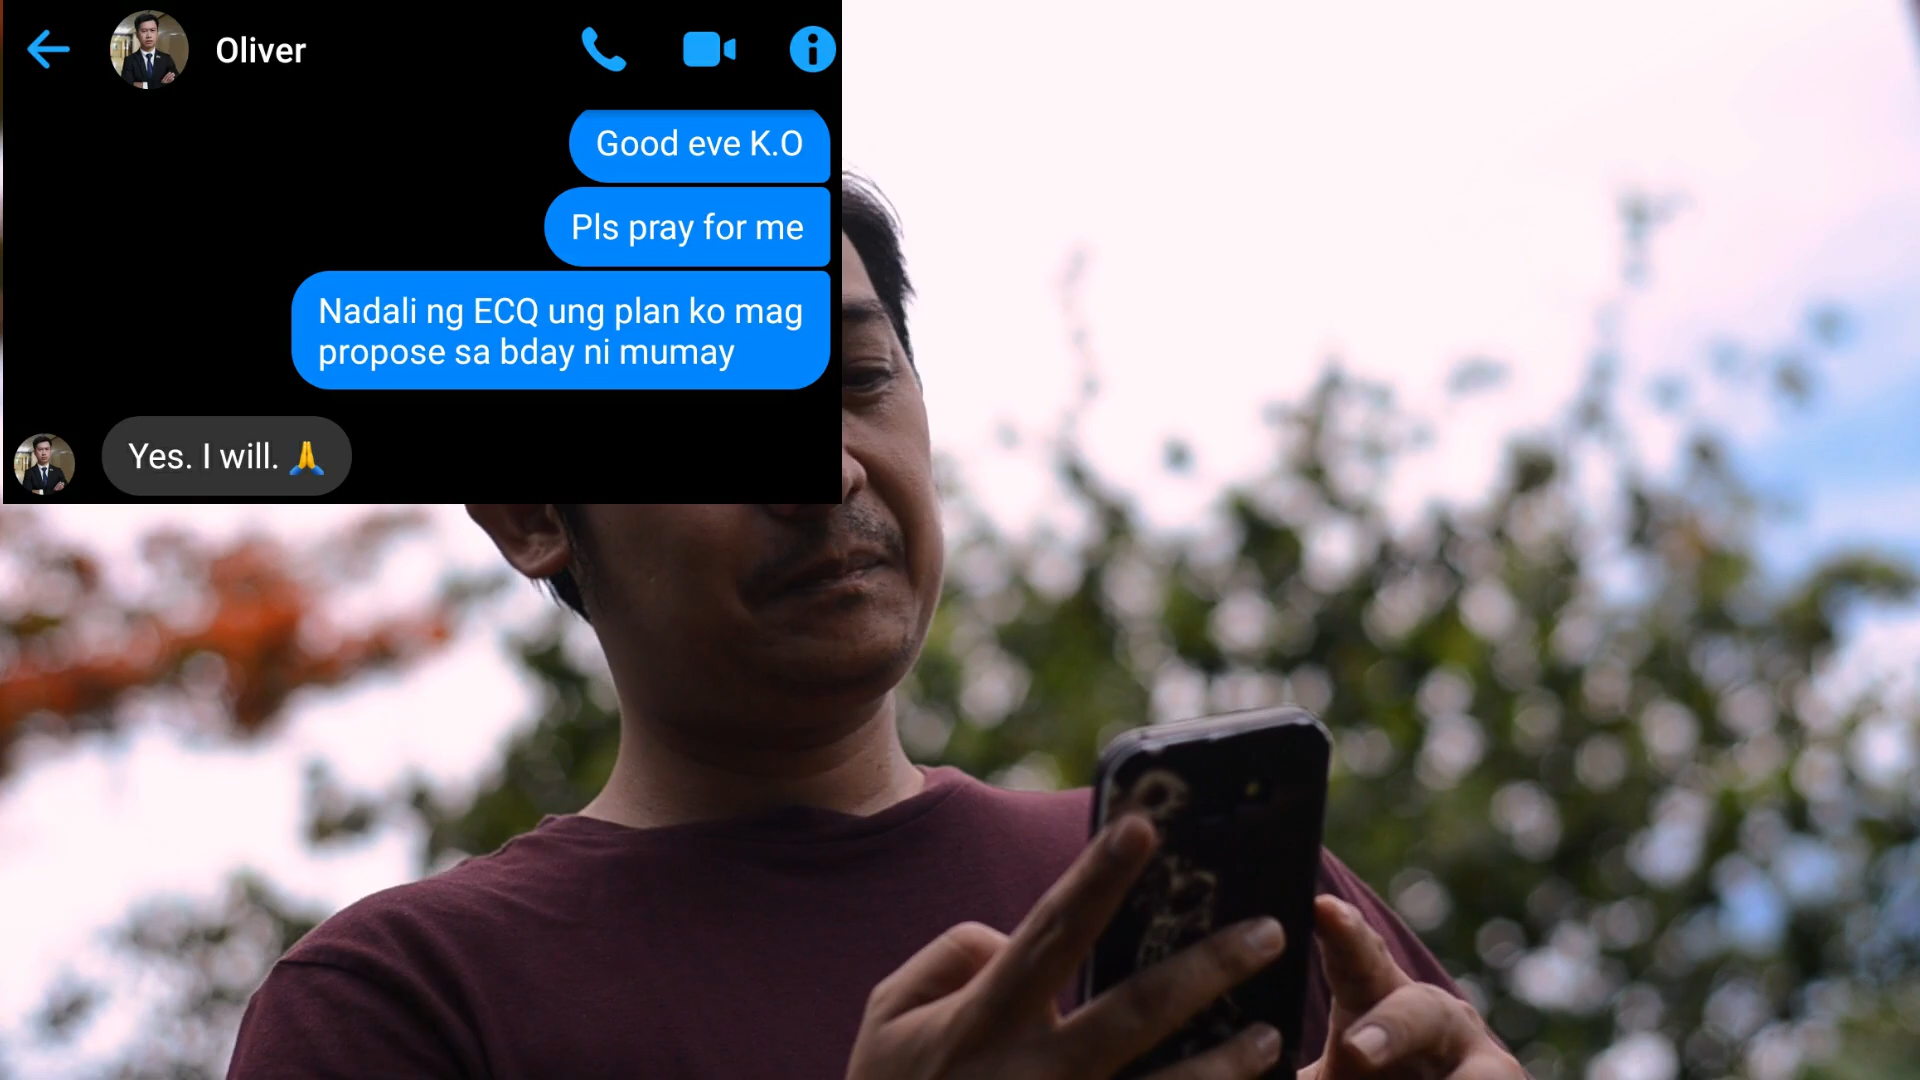 Oliver
Good eve K.O
Pls pray for me
Nadali ng ECQ ung plan ko mag
propose sa bday ni mumay
Yes. I will. 🙏